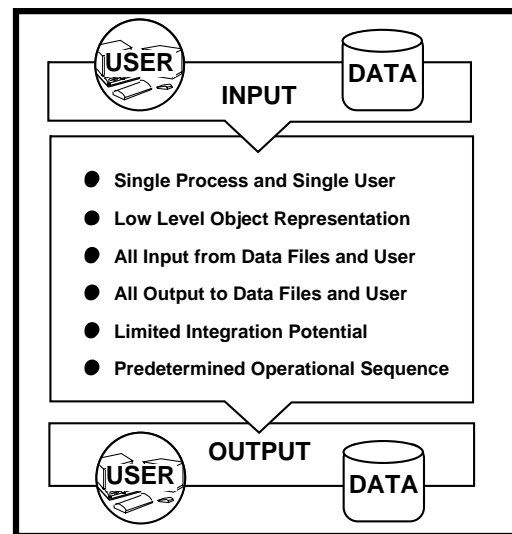 USER
DATA
INPUT
● Single Process and Single User
● Low Level Object Representation
● All Input from Data Files and User
● All Output to Data Files and User
● Limited Integration Potential
● Predetermined Operational Sequence
OUTPUT
USER
DATA